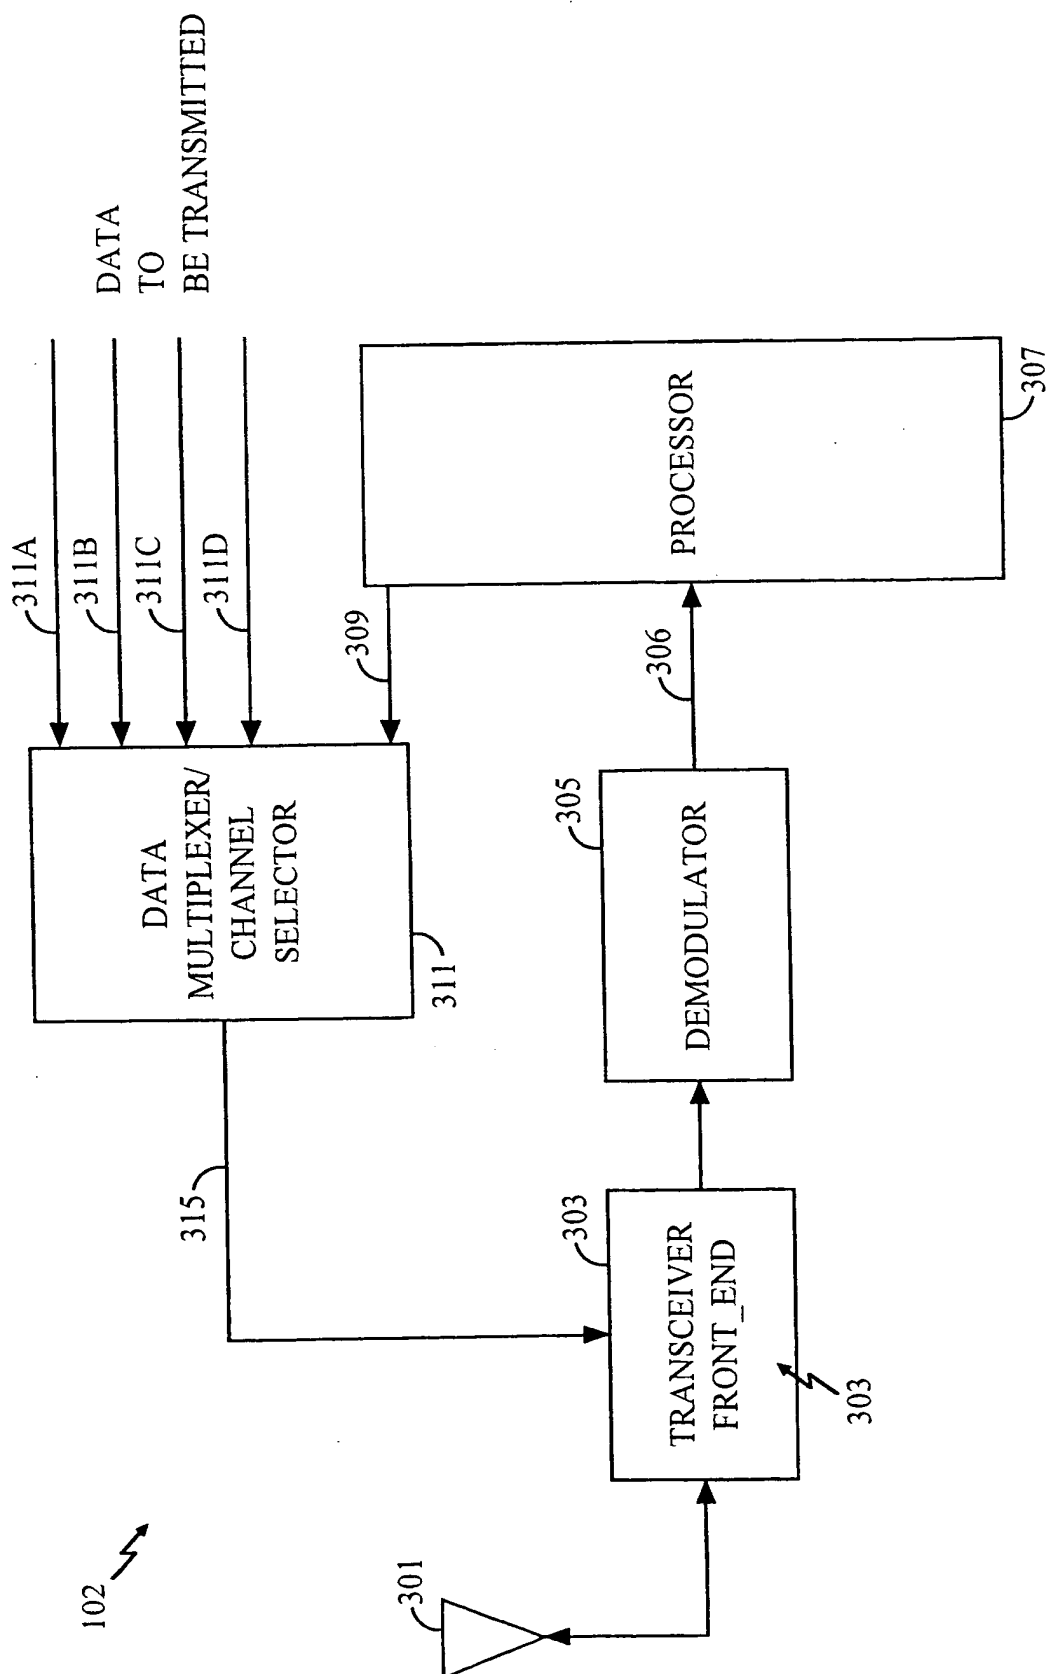 102
301
303
TRANSCEIVER
FRONT_END
303
315
305
DEMODULATOR
306
PROCESSOR
307
309
DATA
MULTIPLEXER/
CHANNEL
SELECTOR
311
311A
311B
311C
311D
DATA
TO
BE TRANSMITTED